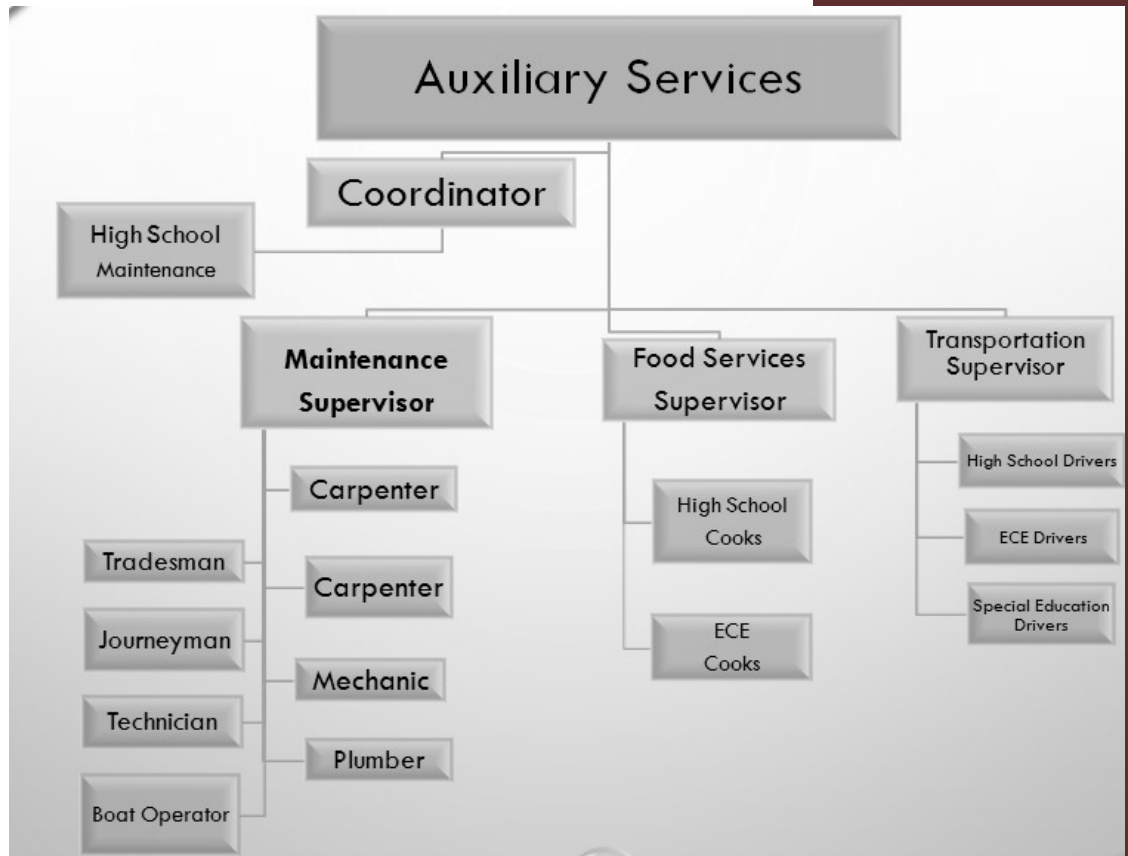 Auxiliary Services
Coordinator
High School
Maintenance
Maintenance
Supervisor
Carpenter
Tradesman
Carpenter
Journeyman
Mechanic
Technician
Plumber
Boat Operator
Food Services
Supervisor
High School
Cooks
ECE
Cooks
Transportation
Supervisor
High School Drivers
ECE Drivers
Special Education
Drivers